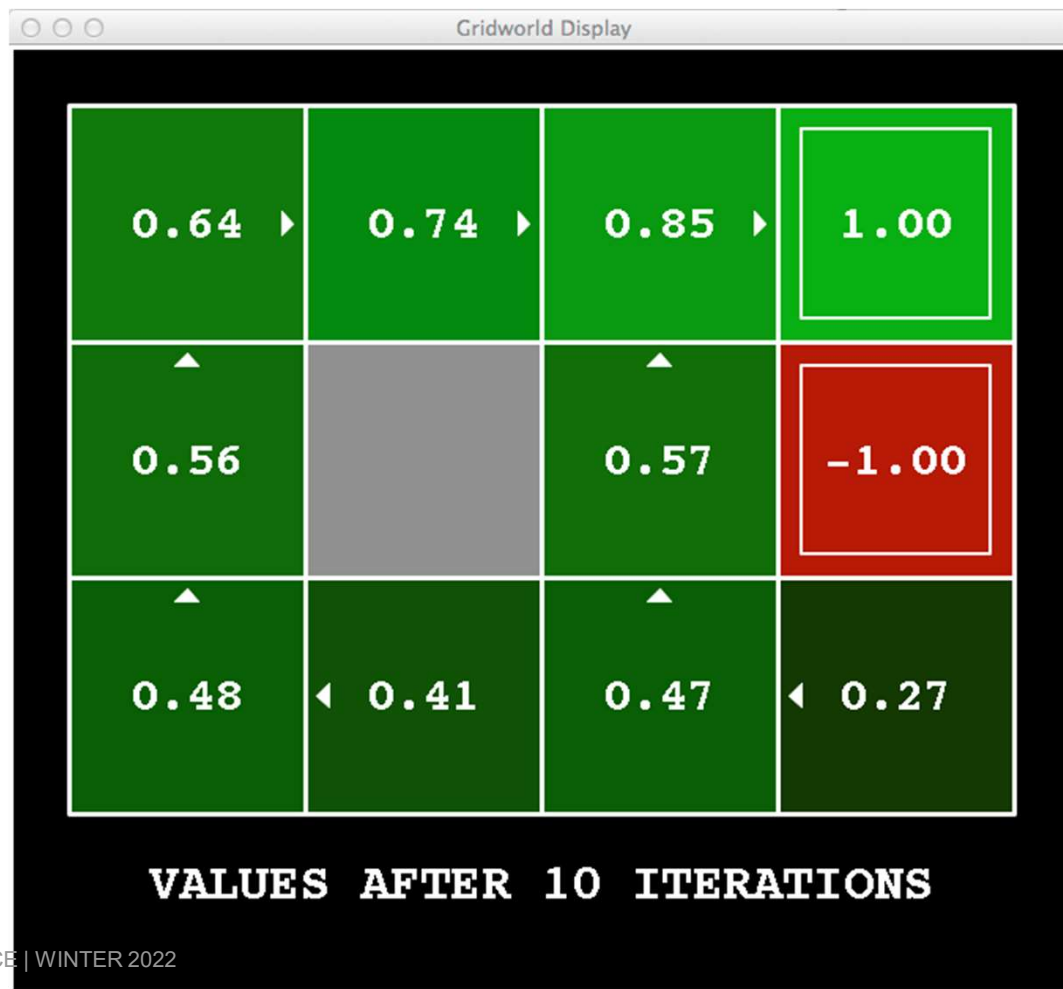 Gridworld Display
0.64 0.74 0.85 1.00
0.56 0.57 -1.00
0.48 0.41 0.47 0.27
VALUES AFTER 10 ITERATIONS
| WINTER 2022